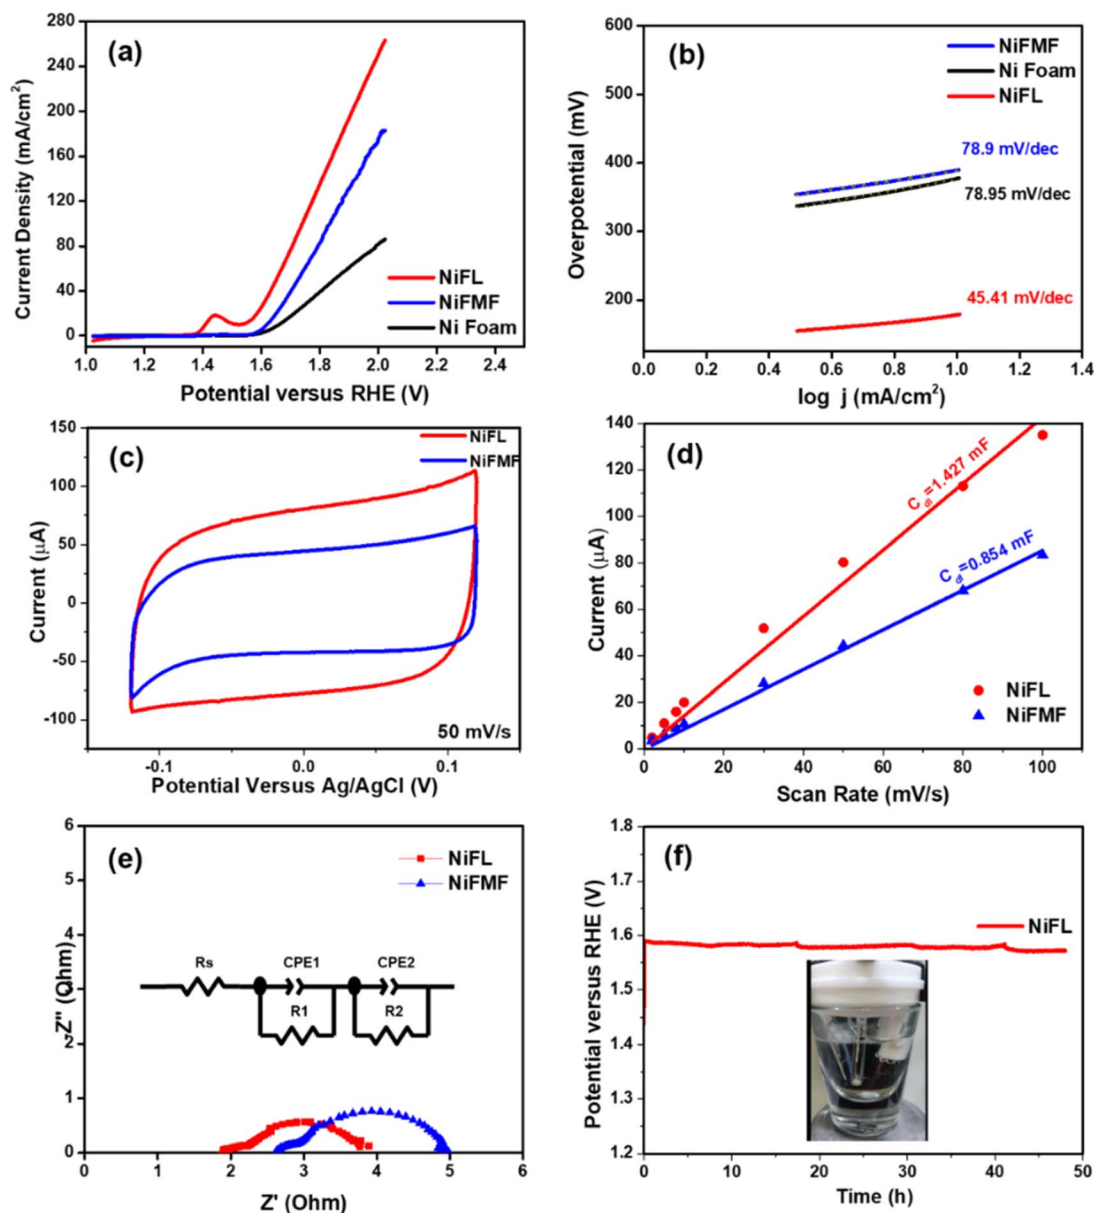 (a)
Current Density (mA/cm²)
280
240
200
160
120
80
40
0
NiFL
NiFMF
Ni Foam
1.0 1.2 1.4 1.6 1.8 2.0 2.2 2.4
Potential versus RHE (V)
(b)
Overpotential (mV)
600
500
400
300
200
NiFMF
Ni Foam
NiFL
78.9 mV/dec
78.95 mV/dec
45.41 mV/dec
0.0 0.2 0.4 0.6 0.8 1.0 1.2 1.4
log j (mA/cm²)
(c)
Current (μA)
150
100
50
0
-50
-100
NiFL
NiFMF
50 mV/s
-0.1 0.0 0.1
Potential Versus Ag/AgCl (V)
(d)
Current (μA)
140
120
100
80
60
40
20
0
C_dl=1.427 mF
C_dl=0.854 mF
NiFL
NiFMF
0 20 40 60 80 100
Scan Rate (mV/s)
(e)
Z'' (Ohm)
6
5
4
3
2
1
0
NiFL
NiFMF
Rs CPE1 CPE2
R1 R2
0 1 2 3 4 5 6
Z' (Ohm)
(f)
Potential versus RHE (V)
1.8
1.7
1.6
1.5
1.4
1.3
1.2
NiFL
0 10 20 30 40 50
Time (h)